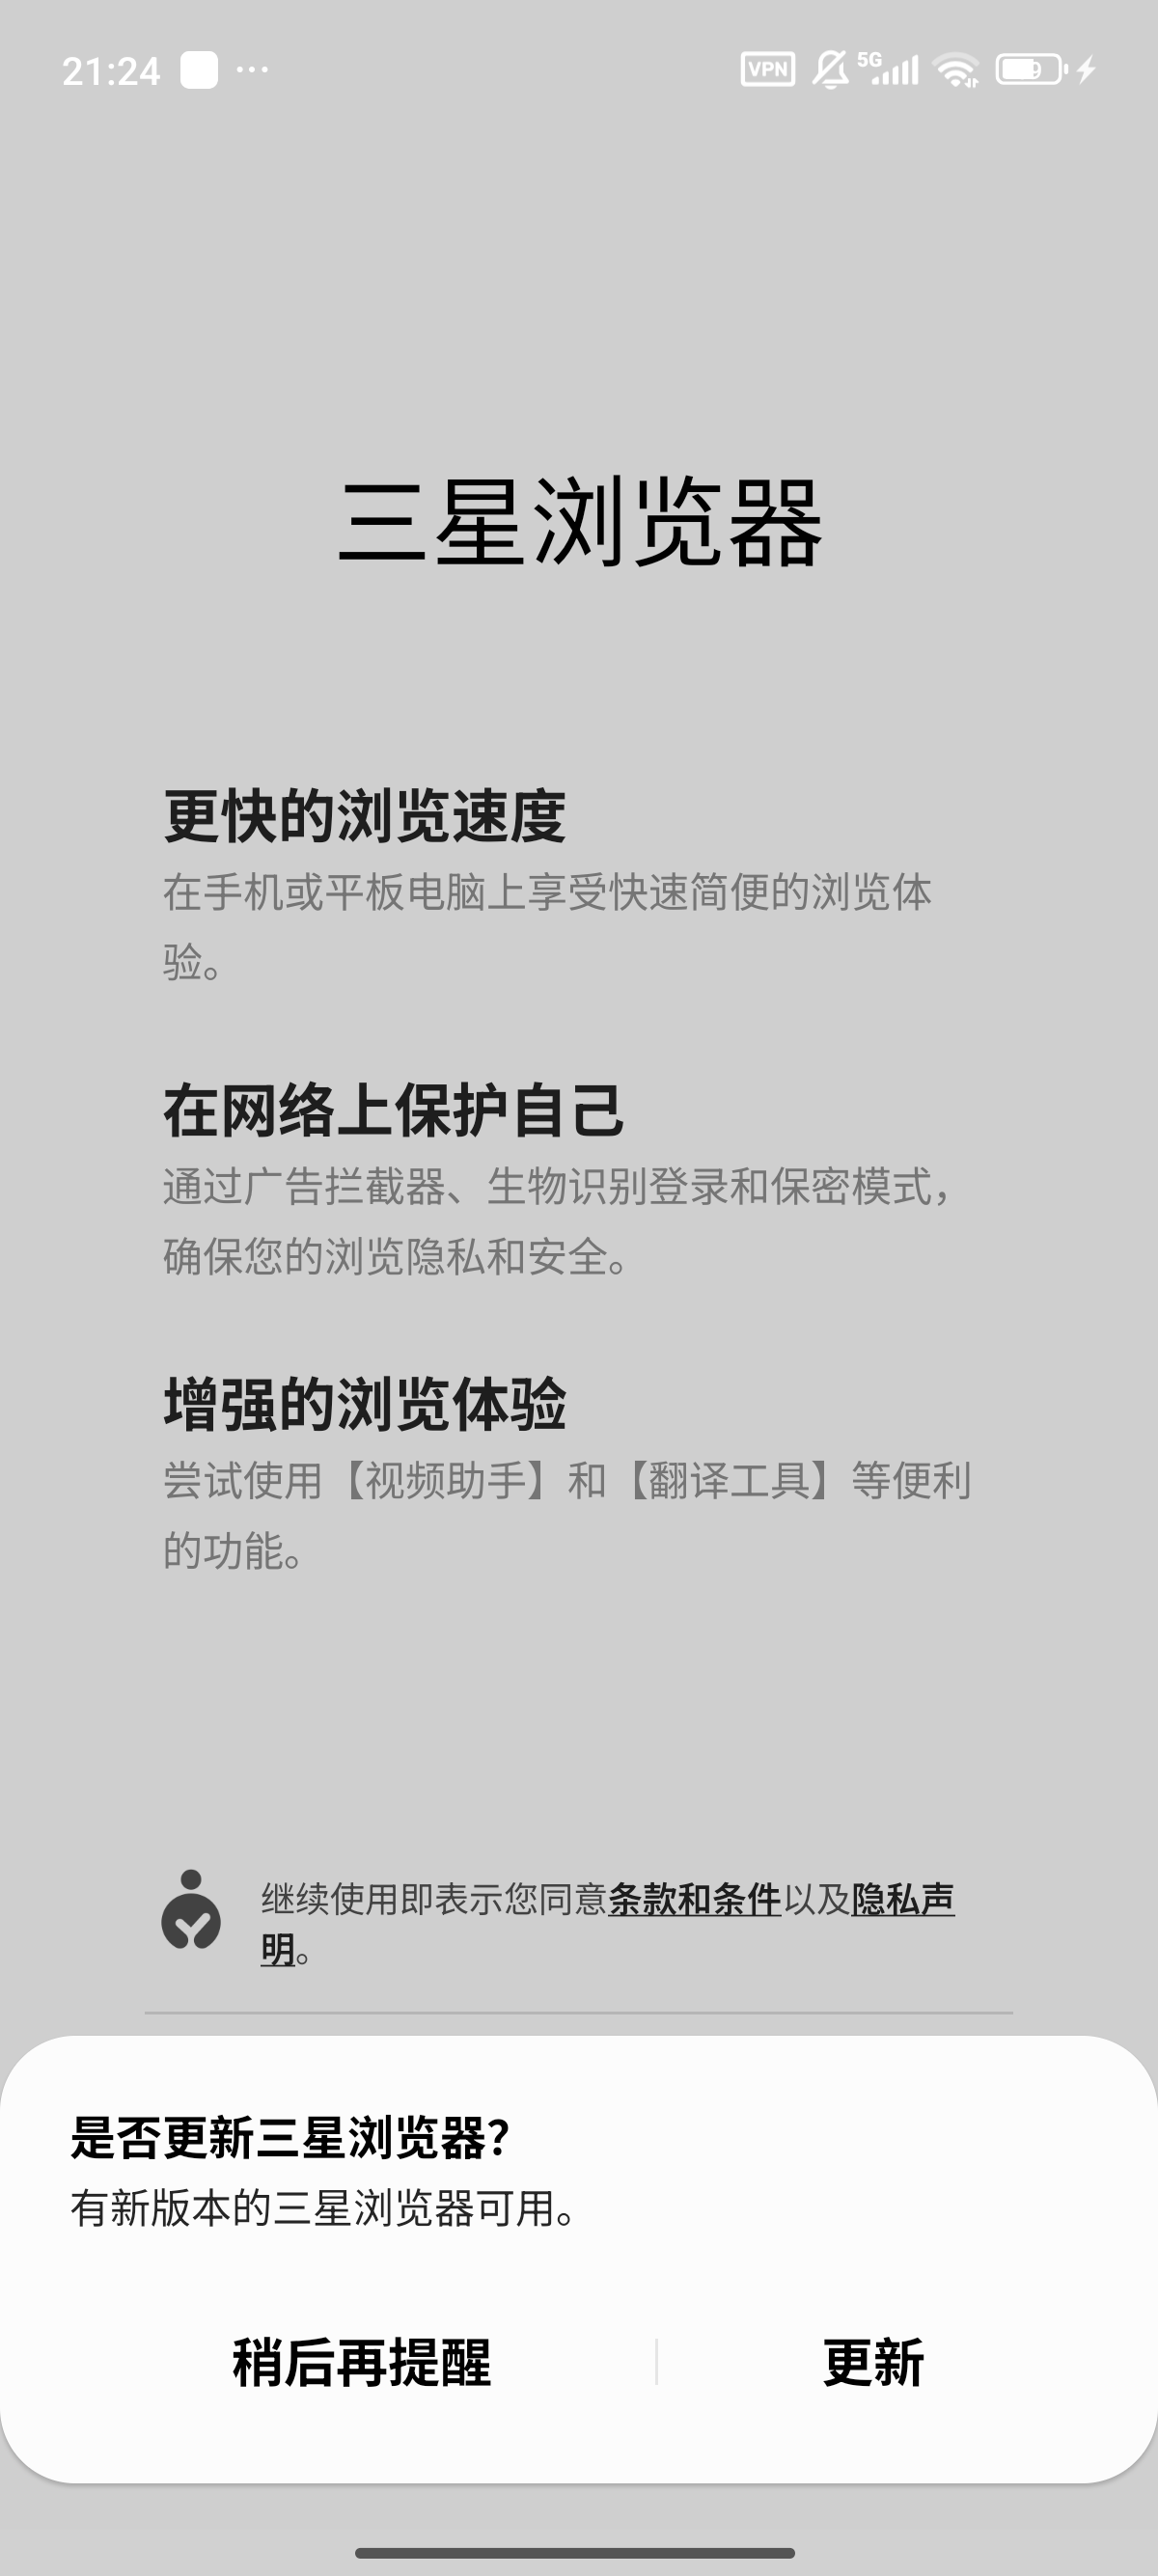 21:24
VPN 5G
三星浏览器
更快的浏览速度
在手机或平板电脑上享受快速简便的浏览体
验。
在网络上保护自己
通过广告拦截器、生物识别登录和保密模式，
确保您的浏览隐私和安全。
增强的浏览体验
尝试使用【视频助手】和【翻译工具】等便利
的功能。
继续使用即表示您同意条款和条件以及隐私声
明。
是否更新三星浏览器?
有新版本的三星浏览器可用。
稍后再提醒 更新